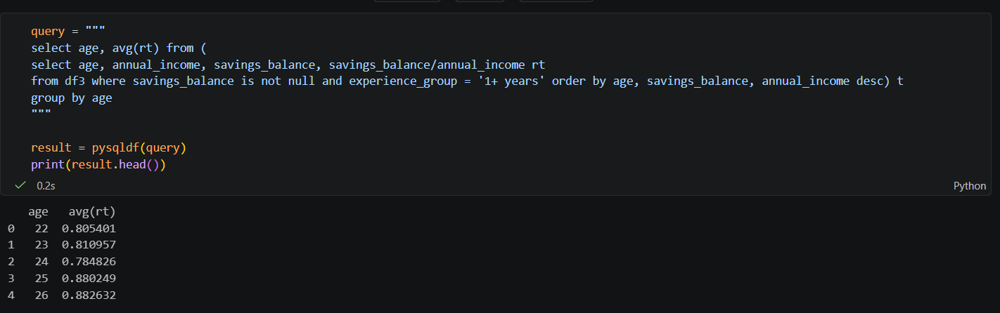 query = """
select age, avg(rt) from (
select age, annual_income, savings_balance, savings_balance/annual_income rt
from df3 where savings_balance is not null and experience_group = '1+ years' order by age, savings_balance, annual_income desc) t
group by age
"""
result = pysqldf(query)
print(result.head())
0.2s
Python
age avg(rt)
0 22 0.805401
1 23 0.810957
2 24 0.784826
3 25 0.880249
4 26 0.882632